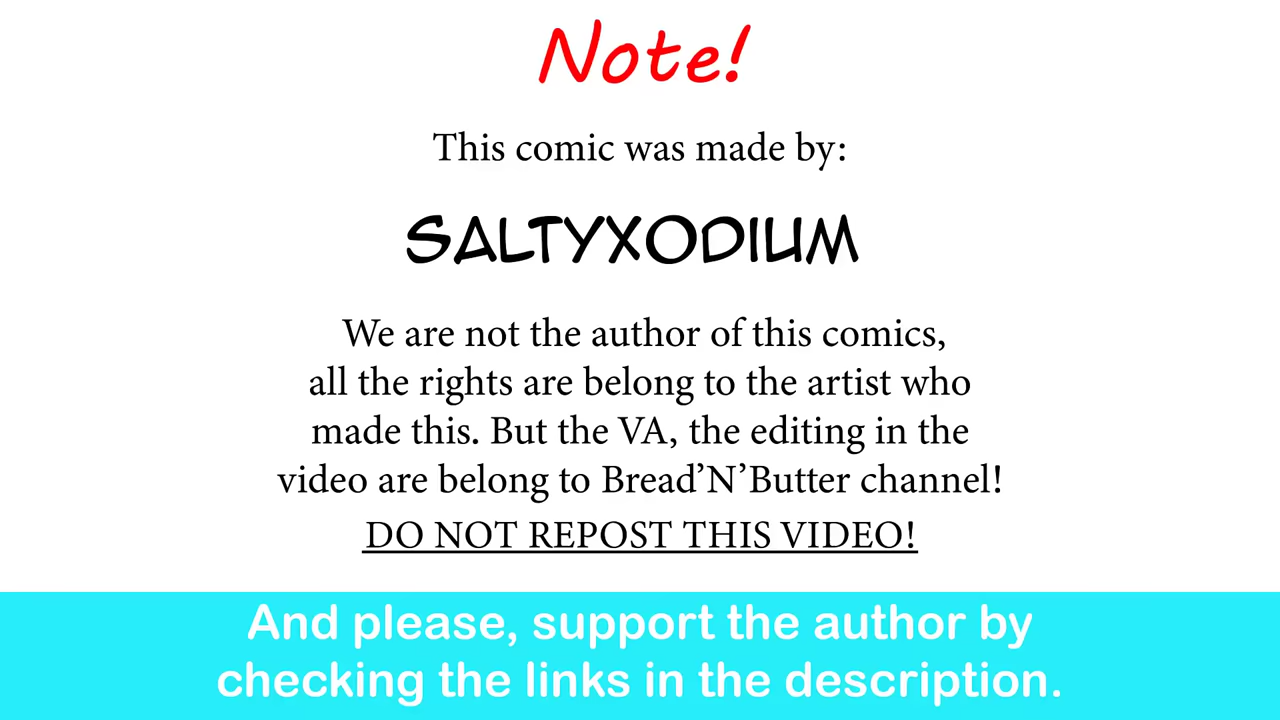 Note!
This comic was made by:
SALTYXODIUM
We are not the author of this comics,
all the rights are belong to the artist who
made this. But the VA, the editing in the
video are belong to Bread’N’Butter channel!
DO NOT REPOST THIS VIDEO!
And please, support the author by
checking the links in the description.